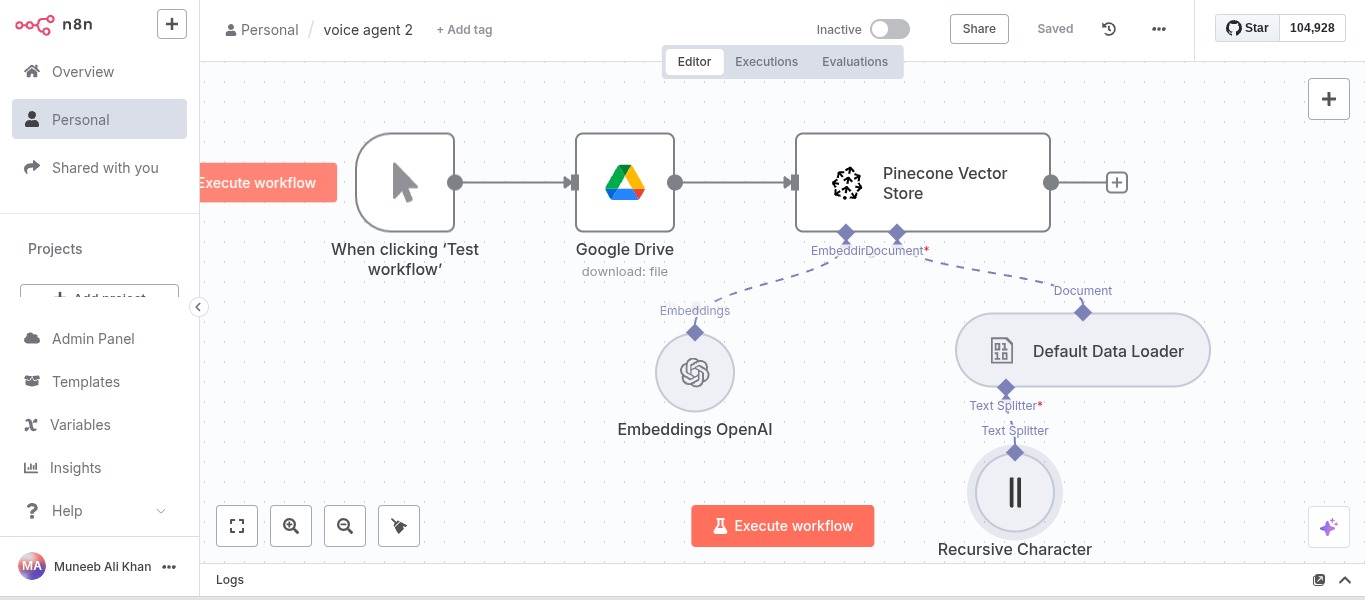 n8n
Personal / voice agent 2 + Add tag
Inactive
Share
Saved
Star 104,928
Editor Executions Evaluations
Overview
Personal
Shared with you
Projects
Add project
Admin Panel
Templates
Variables
Insights
Help
MA Muneeb Ali Khan
Execute workflow
When clicking ‘Test
workflow’
Google Drive
download: file
Pinecone Vector
Store
Embeddin
Document*
Embeddings
Embeddings OpenAI
Document
0110
Default Data Loader
Text Splitter*
Text Splitter
Recursive Character
Execute workflow
Logs